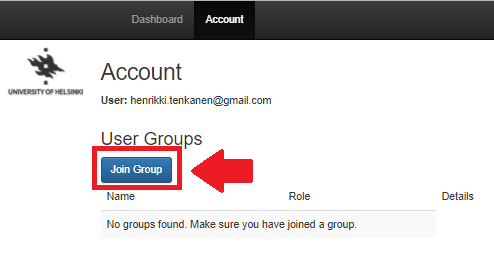 Dashboard Account
UNIVERSITY OF HELSINKI
Account
User: henrikki.tenkanen@gmail.com
User Groups
Join Group
Name Role Details
No groups found. Make sure you have joined a group.